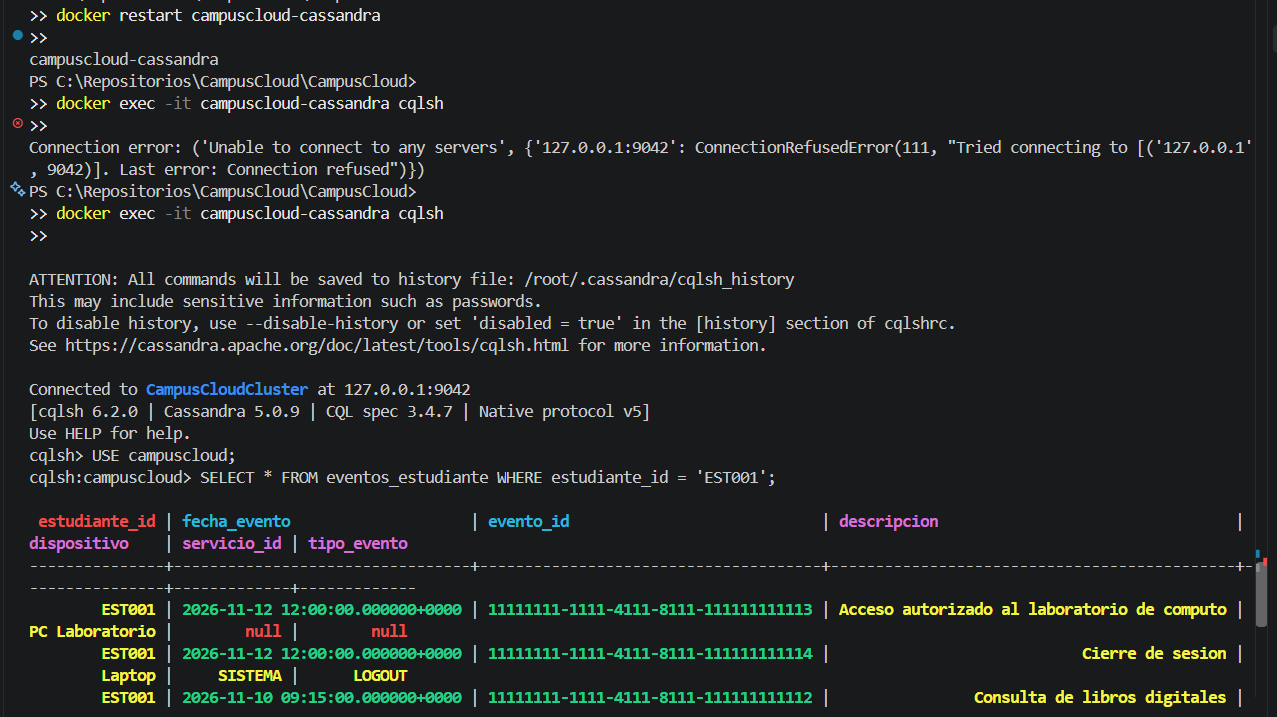 >> docker restart campuscloud-cassandra
>>
campuscloud-cassandra
PS C:\Repositorios\CampusCloud\CampusCloud>
>> docker exec -it campuscloud-cassandra cqlsh
>>
Connection error: ('Unable to connect to any servers', {'127.0.0.1:9042': ConnectionRefusedError(111, "Tried connecting to [('127.0.0.1'
, 9042)]. Last error: Connection refused")})
PS C:\Repositorios\CampusCloud\CampusCloud>
>> docker exec -it campuscloud-cassandra cqlsh
>>
ATTENTION: All commands will be saved to history file: /root/.cassandra/cqlsh_history
This may include sensitive information such as passwords.
To disable history, use --disable-history or set 'disabled = true' in the [history] section of cqlshrc.
See https://cassandra.apache.org/doc/latest/tools/cqlsh.html for more information.
Connected to CampusCloudCluster at 127.0.0.1:9042
[cqlsh 6.2.0 | Cassandra 5.0.9 | CQL spec 3.4.7 | Native protocol v5]
Use HELP for help.
cqlsh> USE campuscloud;
cqlsh:campuscloud> SELECT * FROM eventos_estudiante WHERE estudiante_id = 'EST001';
estudiante_id | fecha_evento | evento_id | descripcion |
dispositivo | servicio_id | tipo_evento
---------------+---------------------------------+--------------------------------------+---------------------------------------------+-
---------------+-------------+-------------
EST001 | 2026-11-12 12:00:00.000000+0000 | 11111111-1111-4111-8111-111111111113 | Acceso autorizado al laboratorio de computo |
PC Laboratorio | null | null
EST001 | 2026-11-12 12:00:00.000000+0000 | 11111111-1111-4111-8111-111111111114 | Cierre de sesion |
Laptop | SISTEMA | LOGOUT
EST001 | 2026-11-10 09:15:00.000000+0000 | 11111111-1111-4111-8111-111111111112 | Consulta de libros digitales |